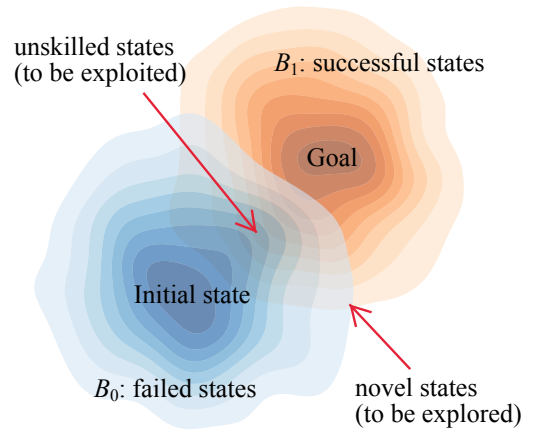 unskilled states
(to be exploited)
B₁: successful states
Goal
Initial state
B₀: failed states
novel states
(to be explored)